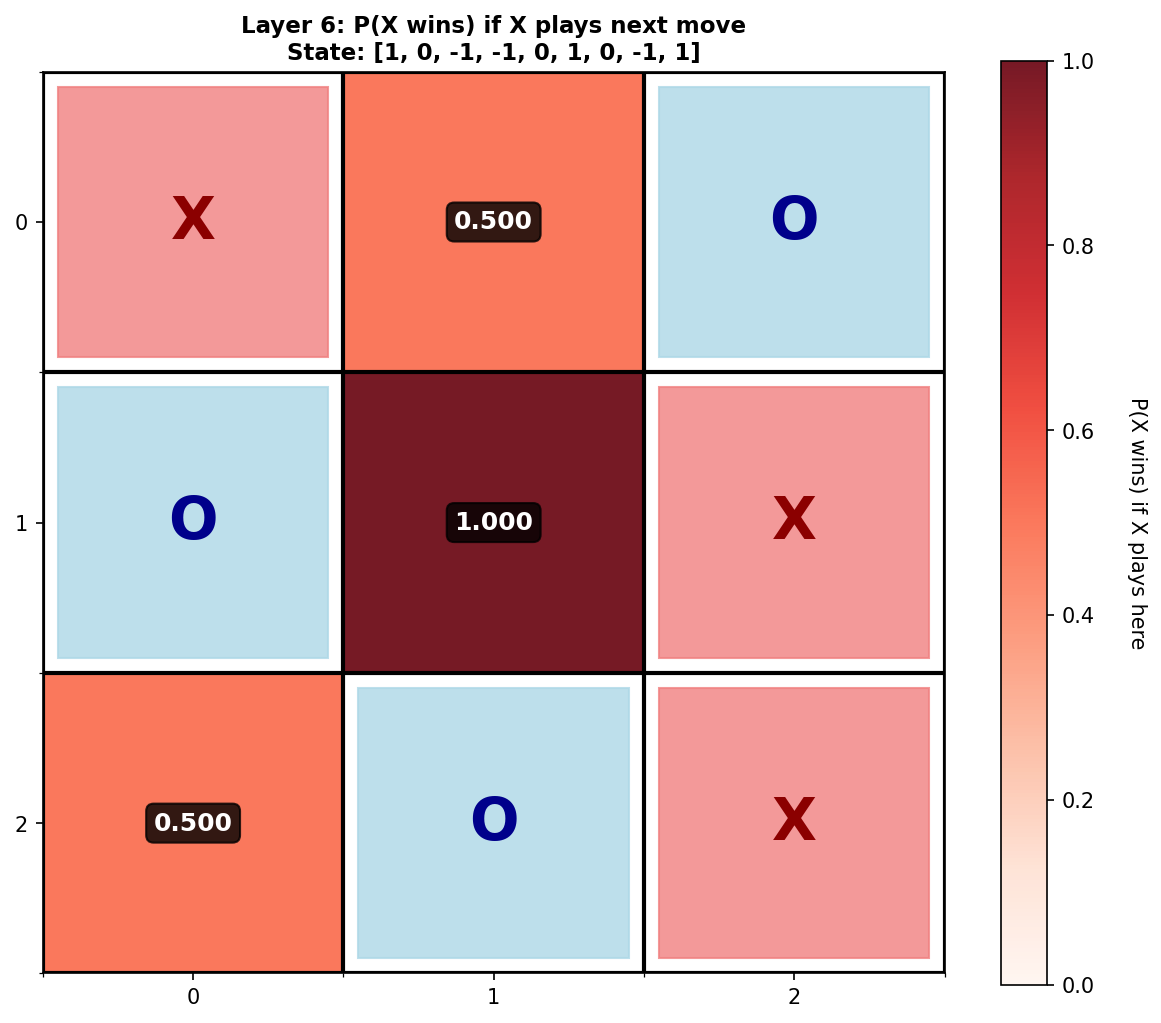 Layer 6: P(X wins) if X plays next move
State: [1, 0, -1, -1, 0, 1, 0, -1, 1]
X
0.500
O
O
1.000
X
0.500
O
X
0
1
2
0
1
2
1.0
0.8
0.6
0.4
0.2
0.0
P(X wins) if X plays here